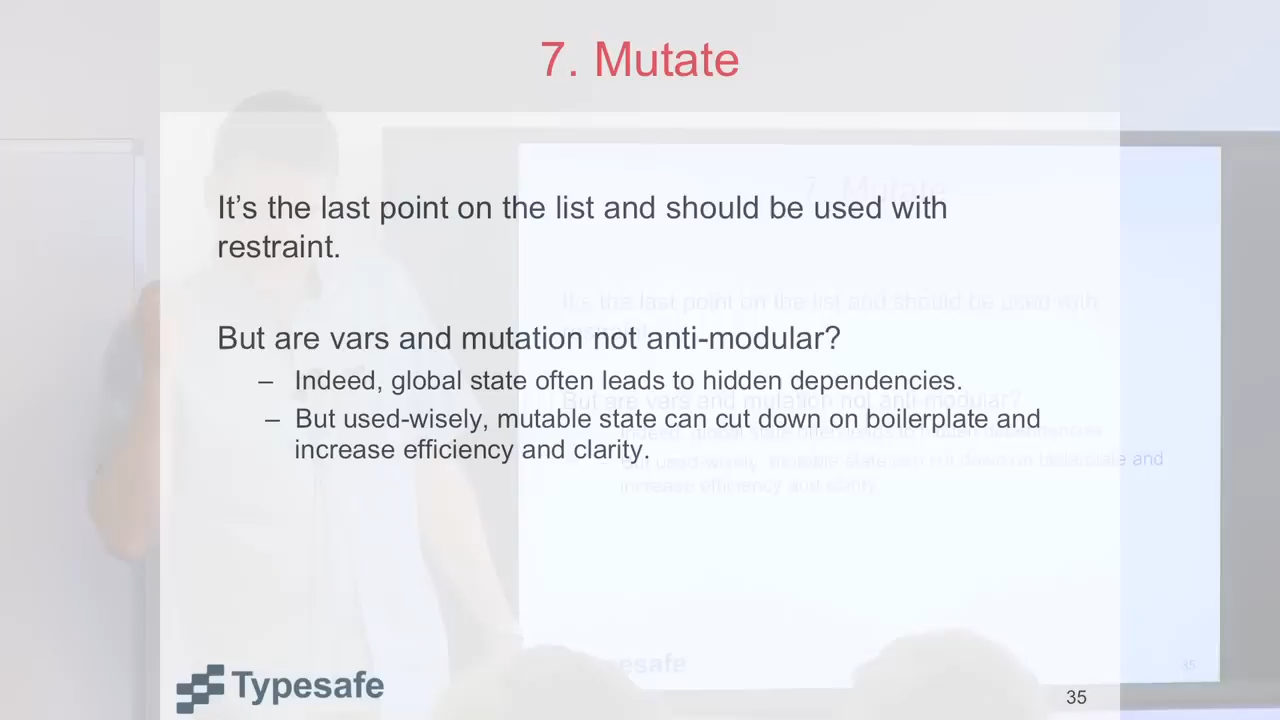 7. Mutate
It's the last point on the list and should be used with
restraint.
But are vars and mutation not anti-modular?
– Indeed, global state often leads to hidden dependencies.
– But used-wisely, mutable state can cut down on boilerplate and
increase efficiency and clarity.
Typesafe
35